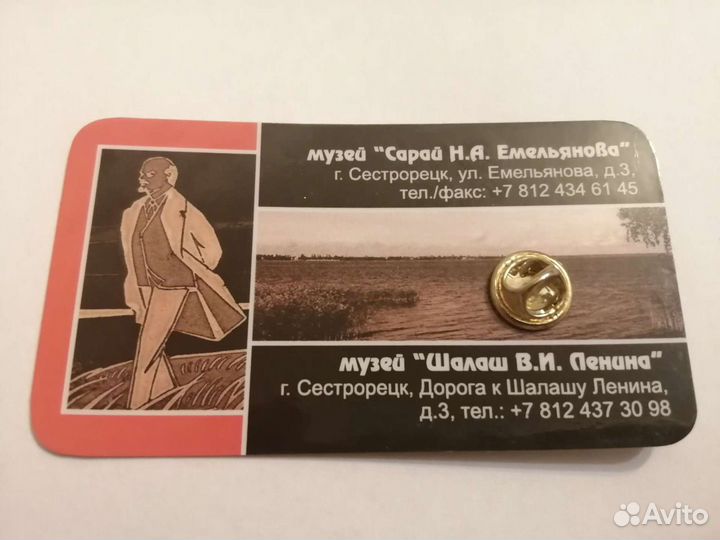 музей "Сарай Н.А. Емельянова"
г. Сестрорецк, ул. Емельянова, д.3,
тел./факс: +7 812 434 61 45
музей "Шалаш В.И. Ленина"
г. Сестрорецк, Дорога к Шалашу Ленина,
д.3, тел.: +7 812 437 30 98
Avito